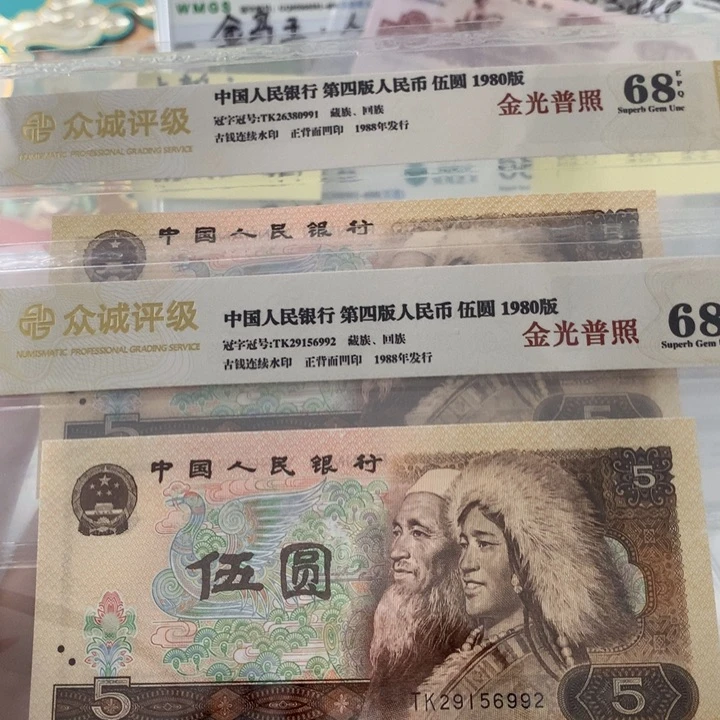 WMGS
众诚评级
NUMISMATIC PROFESSIONAL GRADING SERVICE
中国人民银行 第四版人民币 伍圆 1980版
冠字冠号:TK26380991 藏族、回族
古钱连续水印 正背面凹印 1988年发行
金光普照
68 EPQ
Superb Gem Unc
中国人民银行
5
众诚评级
NUMISMATIC PROFESSIONAL GRADING SERVICE
中国人民银行 第四版人民币 伍圆 1980版
冠字冠号:TK29156992 藏族、回族
古钱连续水印 正背面凹印 1988年发行
金光普照
68
Superb Gem
5
5
中国人民银行
5
伍圆
5
TK29156992
5